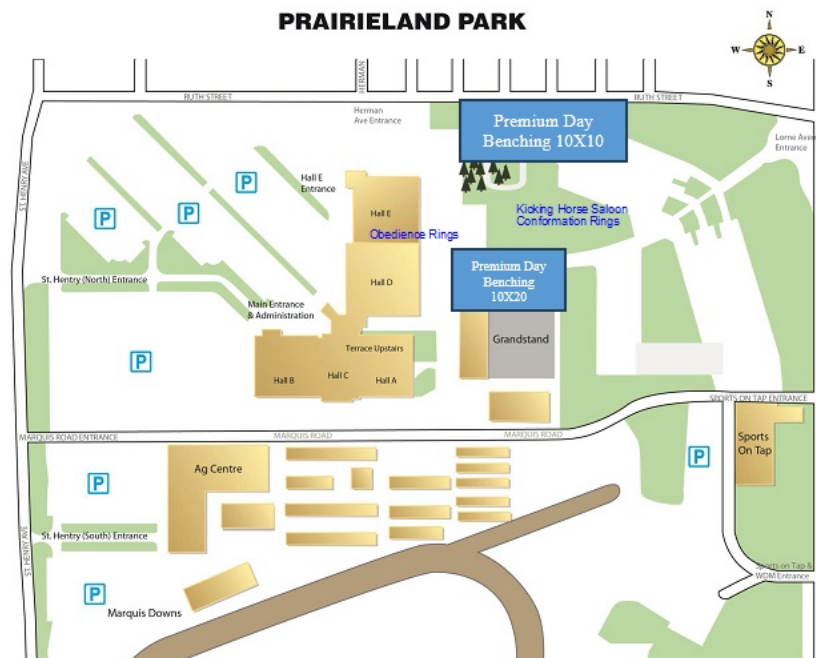 PRAIRIELAND PARK
N
W
E
S
RUTH STREET
HERMAN
RUTH STREET
Herman
Ave Entrance
Premium Day
Benching 10X10
Lorne Aven
Entrance
ST. HENRY AVE
P
P
P
Hall E
Entrance
Hall E
Kicking Horse Saloon
Conformation Rings
Obedience Rings
St. Hentry (North) Entrance
Hall D
Premium Day
Benching
10X20
Main Entrance
& Administration
Terrace Upstairs
Grandstand
P
Hall B
Hall C
Hall A
SPORTS ON TAP ENTRANCE
MARQUIS ROAD ENTRANCE
MARQUIS ROAD
MARQUIS ROAD
Sports
On Tap
P
P
Ag Centre
St. Hentry (South) Entrance
ST. HENRY AVE
Sports on Tap &
WDM Entrance
P
Marquis Downs